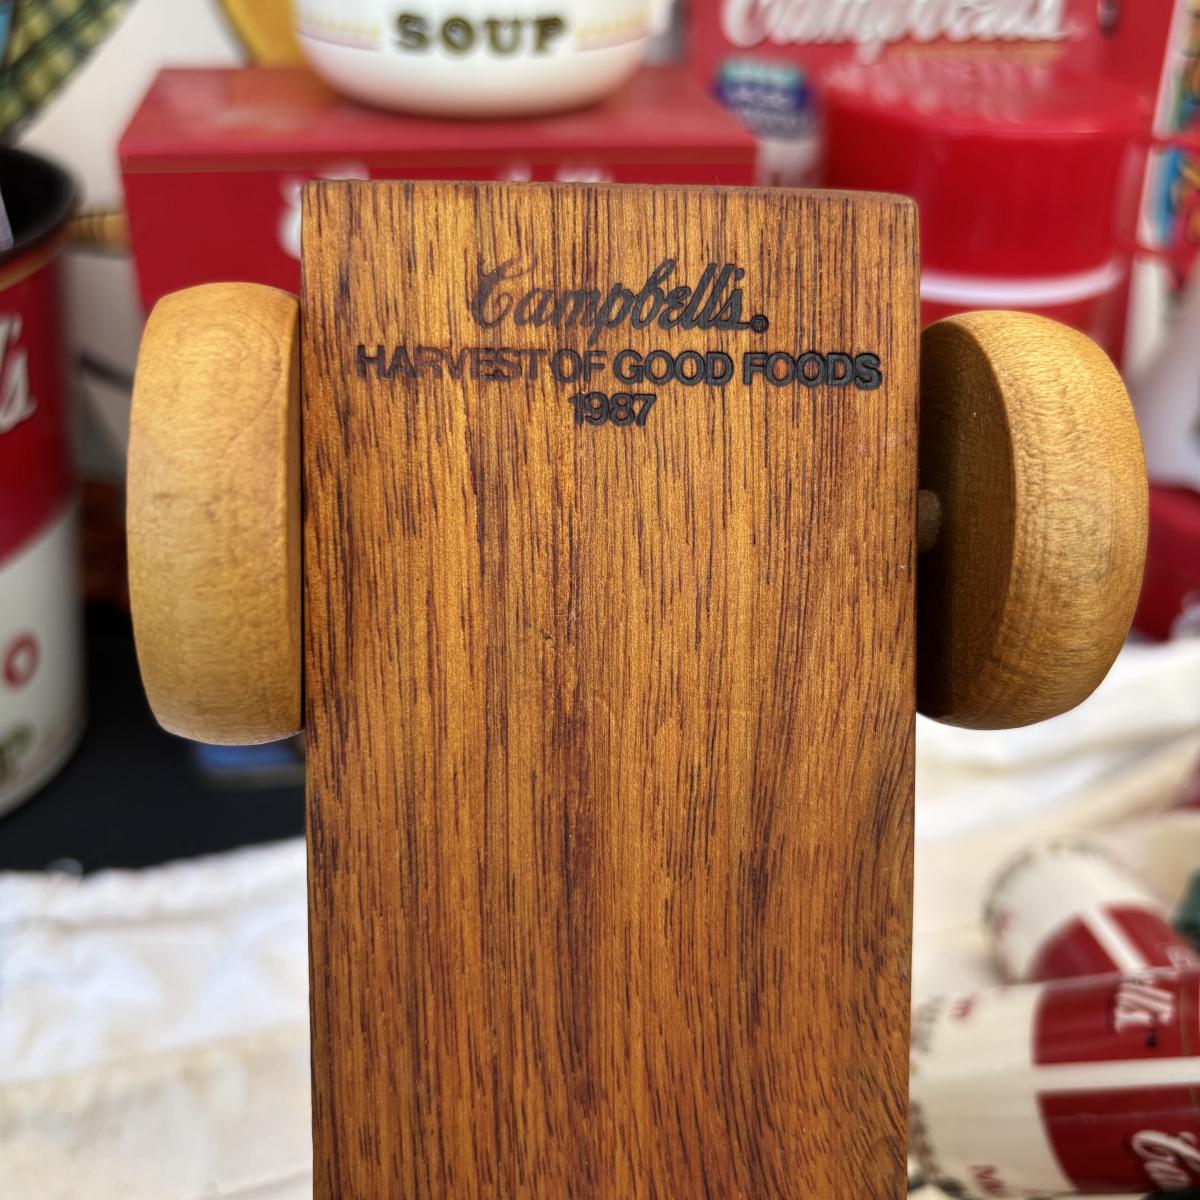 SOUP
Campbell's
Campbell's®
HARVEST OF GOOD FOODS
1987